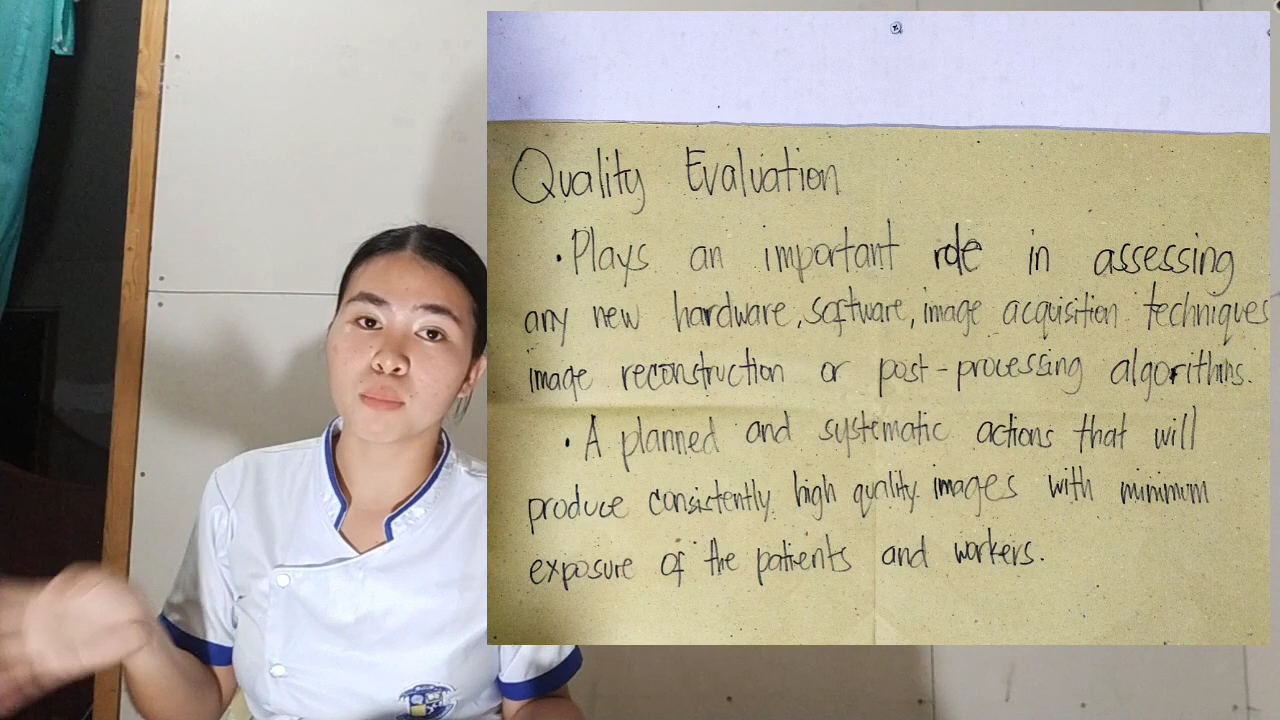 Quality Evaluation
• Plays an important role in assessing
any new hardware, software, image acquisition techniques
image reconstruction or post-processing algorithms.
• A planned and systematic actions that will
produce consistently high quality images with minimum
exposure of the patients and workers.